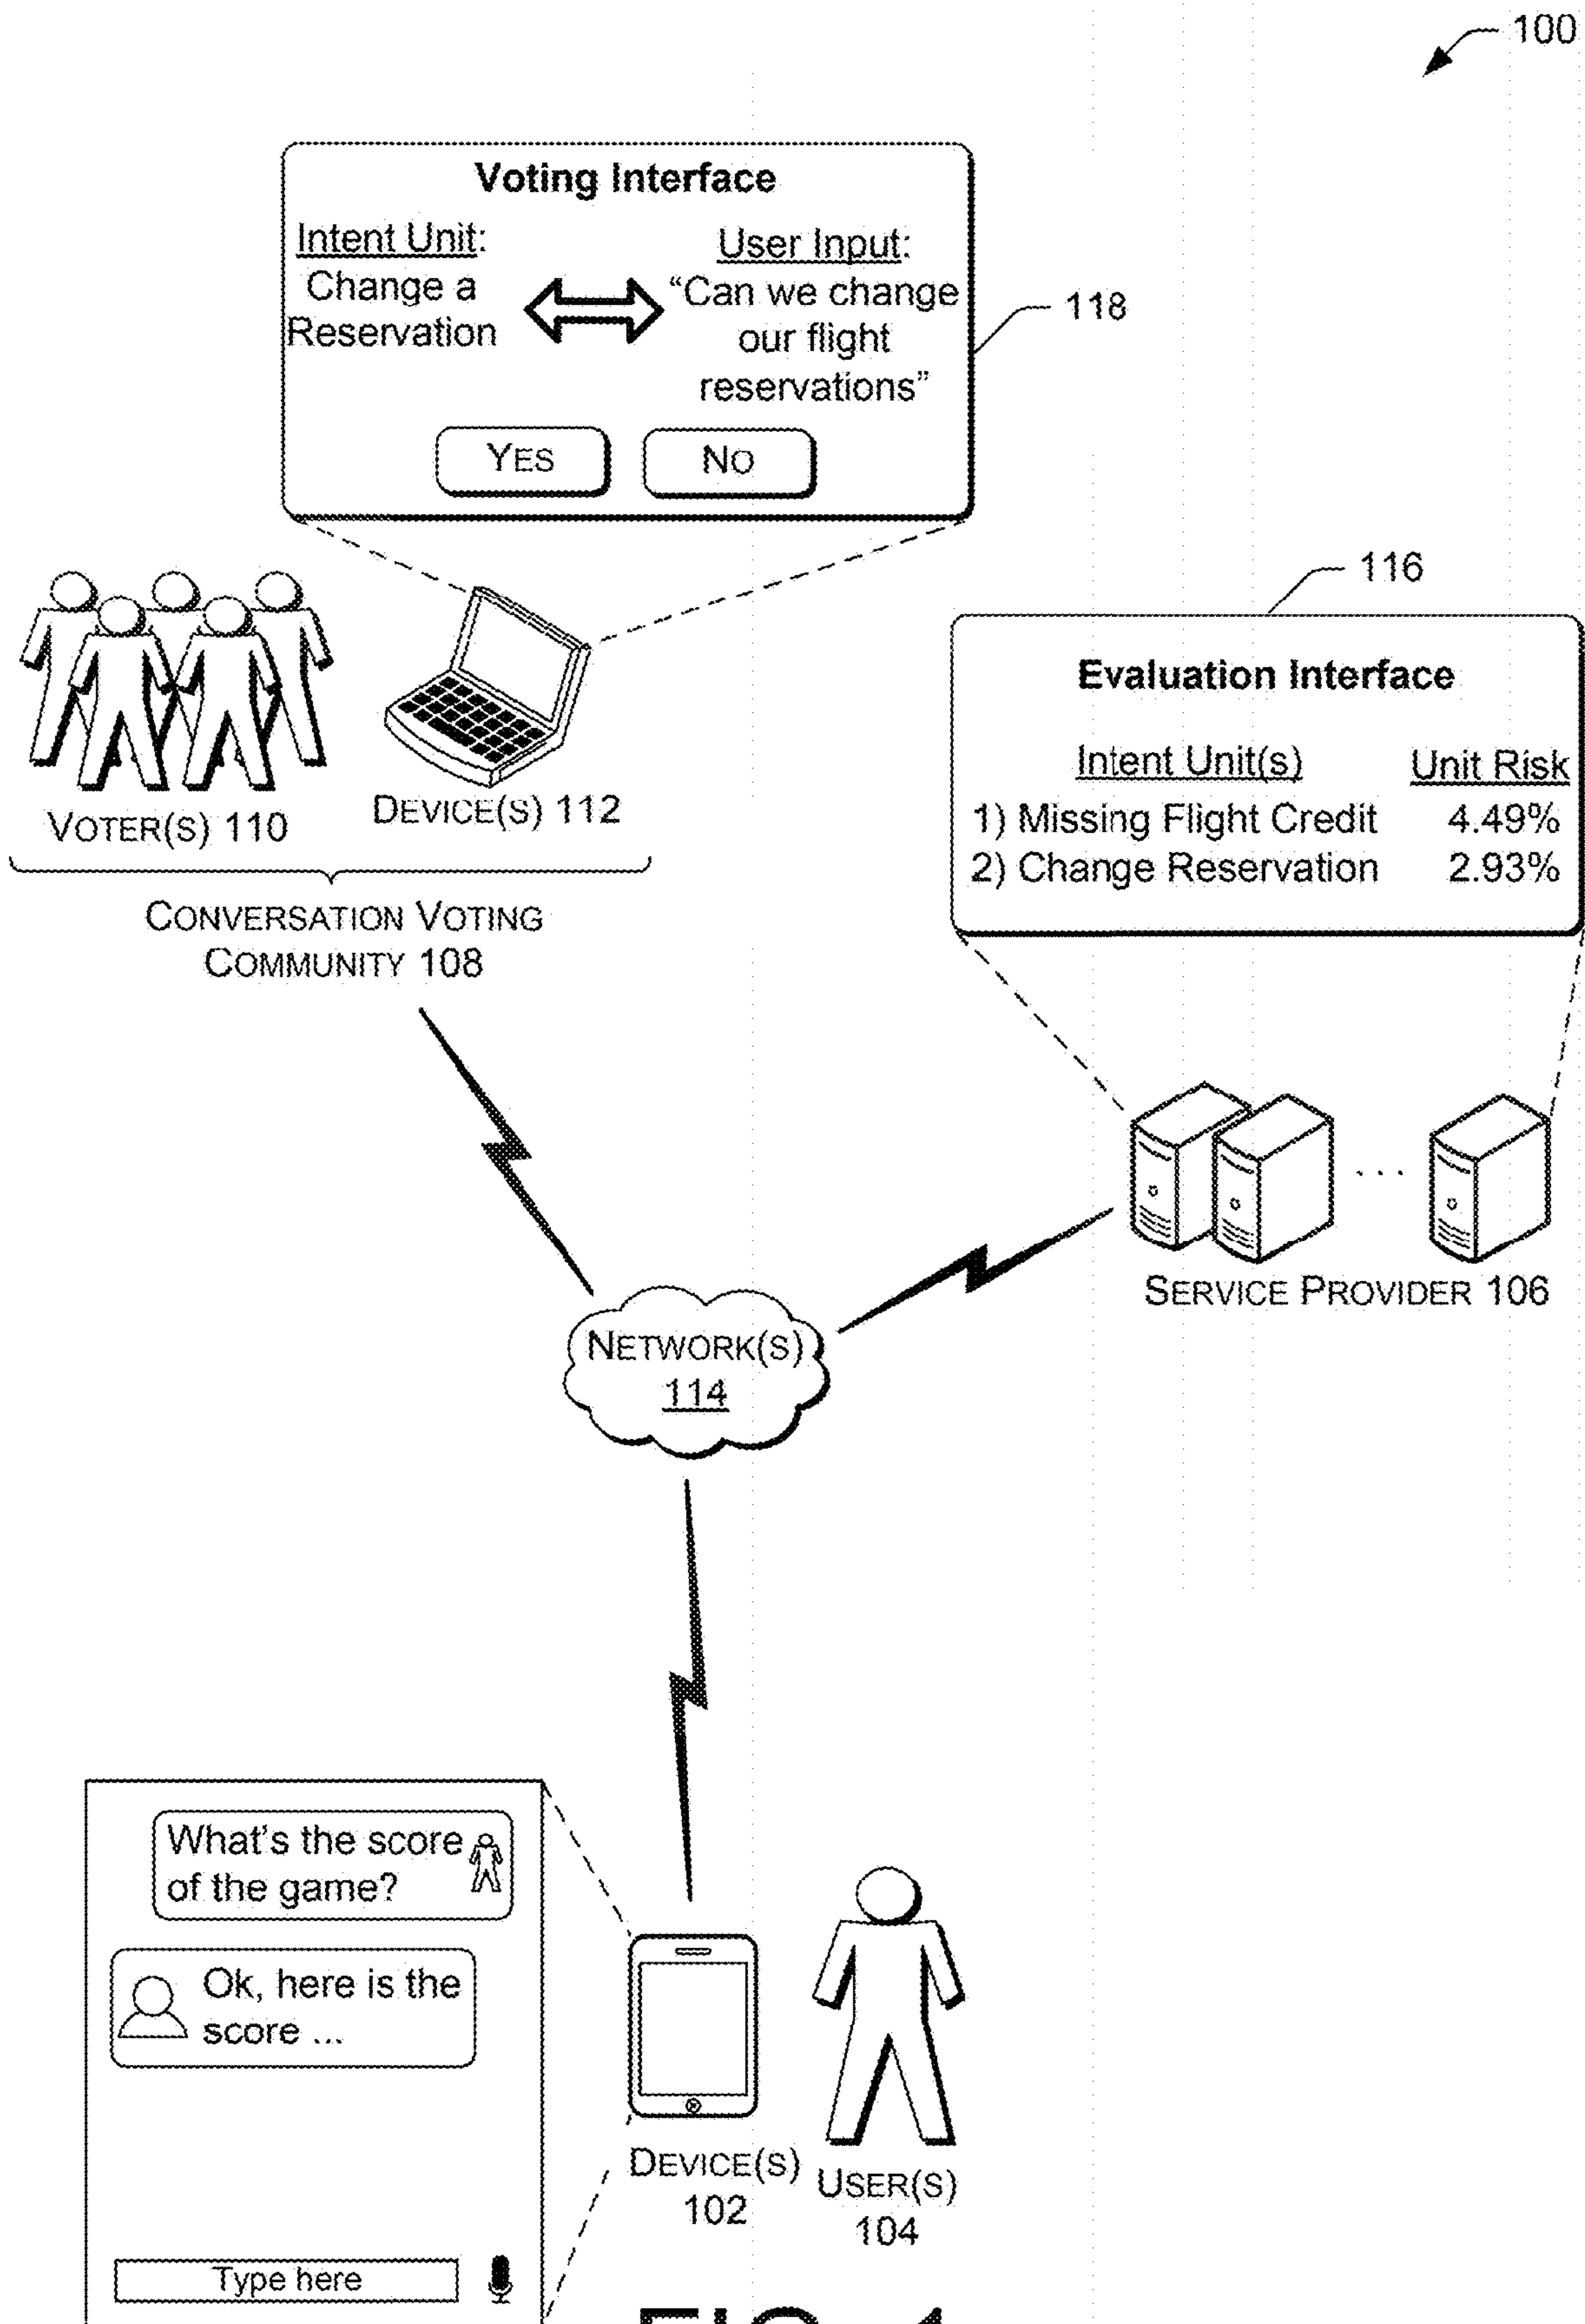 100
Voting Interface
Intent Unit:
Change a
Reservation
User Input:
“Can we change
our flight
reservations”
118
YES
NO
116
Evaluation Interface
Intent Unit(s) Unit Risk
1) Missing Flight Credit 4.49%
2) Change Reservation 2.93%
VOTER(S) 110
DEVICE(S) 112
CONVERSATION VOTING
COMMUNITY 108
SERVICE PROVIDER 106
NETWORK(S)
114
What's the score
of the game?
Ok, here is the
score ...
Type here
DEVICE(S)
102
USER(S)
104
FIG. 1